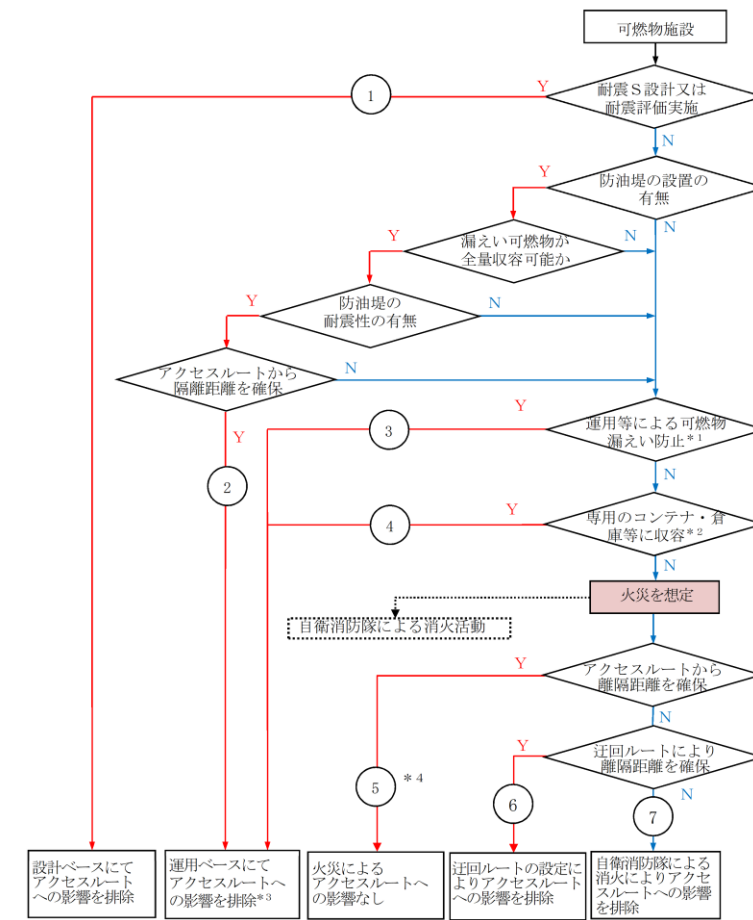 可燃物施設
Y
①
耐震S設計又は
耐震評価実施
N
防油堤の設置の
有無
Y
N
漏えい可燃物が
全量収容可能か
Y
N
防油堤の
耐震性の有無
Y
N
アクセスルートから
隔離距離を確保
N
Y
②
運用等による可燃物
漏えい防止*1
Y
③
N
専用のコンテナ・倉
庫等に収容*2
Y
④
N
火災を想定
自衛消防隊による消火活動
アクセスルートから
離隔距離を確保
Y
N
迂回ルートにより
離隔距離を確保
Y
N
⑤ *4
⑥
⑦
設計ベースにて
アクセスルート
への影響を排除
運用ベースにて
アクセスルートへ
の影響を排除*3
火災による
アクセスルートへ
の影響なし
迂回ルートの設定に
よりアクセスルート
への影響を排除
自衛消防隊による
消火によりアクセ
スルートへの影響
を排除